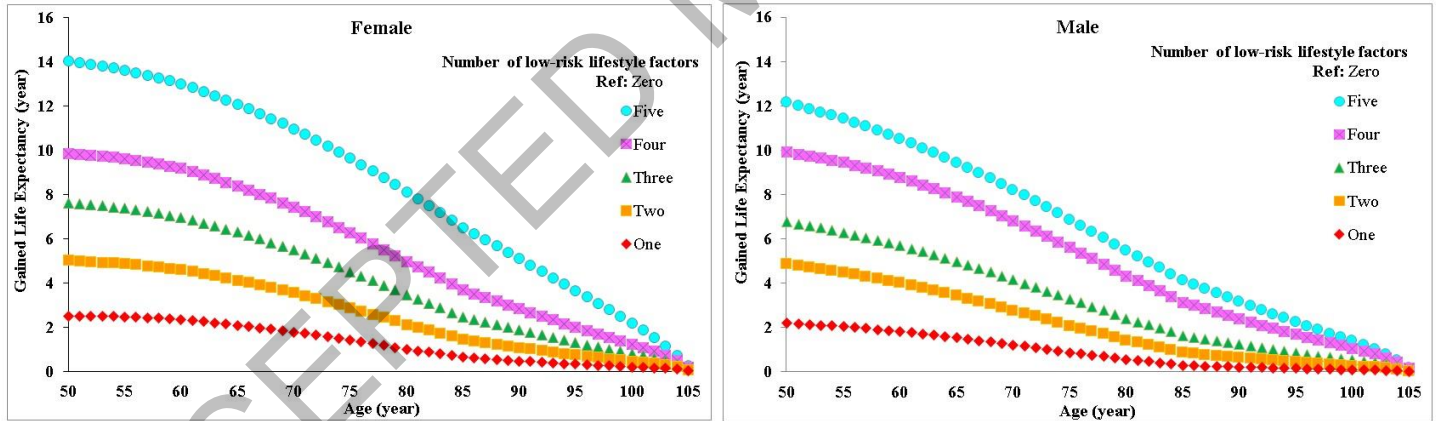 Female
Number of low-risk lifestyle factors
Ref: Zero
Five
Four
Three
Two
One
Gained Life Expectancy (year)
16
14
12
10
8
6
4
2
0
50 55 60 65 70 75 80 85 90 95 100 105
Age (year)
Male
Number of low-risk lifestyle factors
Ref: Zero
Five
Four
Three
Two
One
Gained Life Expectancy (year)
16
14
12
10
8
6
4
2
0
50 55 60 65 70 75 80 85 90 95 100 105
Age (year)